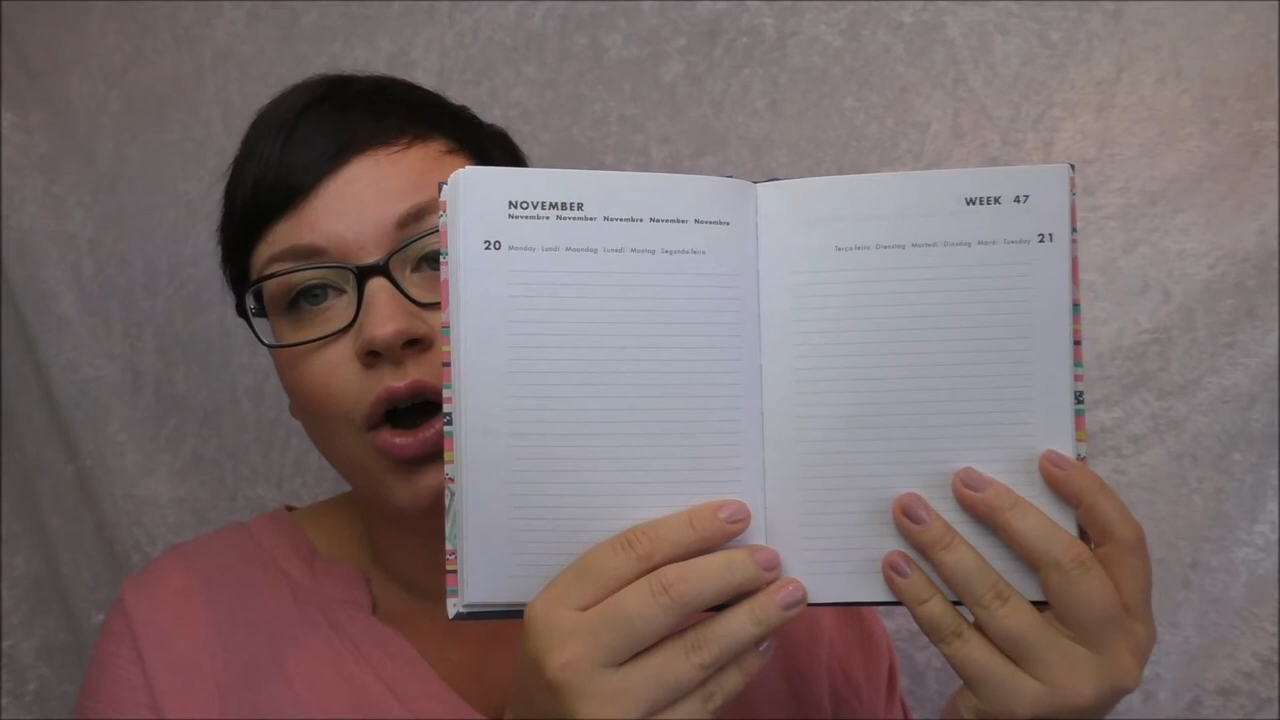 NOVEMBER
Novembre November Novembre November Novembro
20 Monday Lundi Maandag Lunedì Montag Segunda-feira
WEEK 47
Terça-feira Dienstag Martedì Dinsdag Mardi Tuesday 21